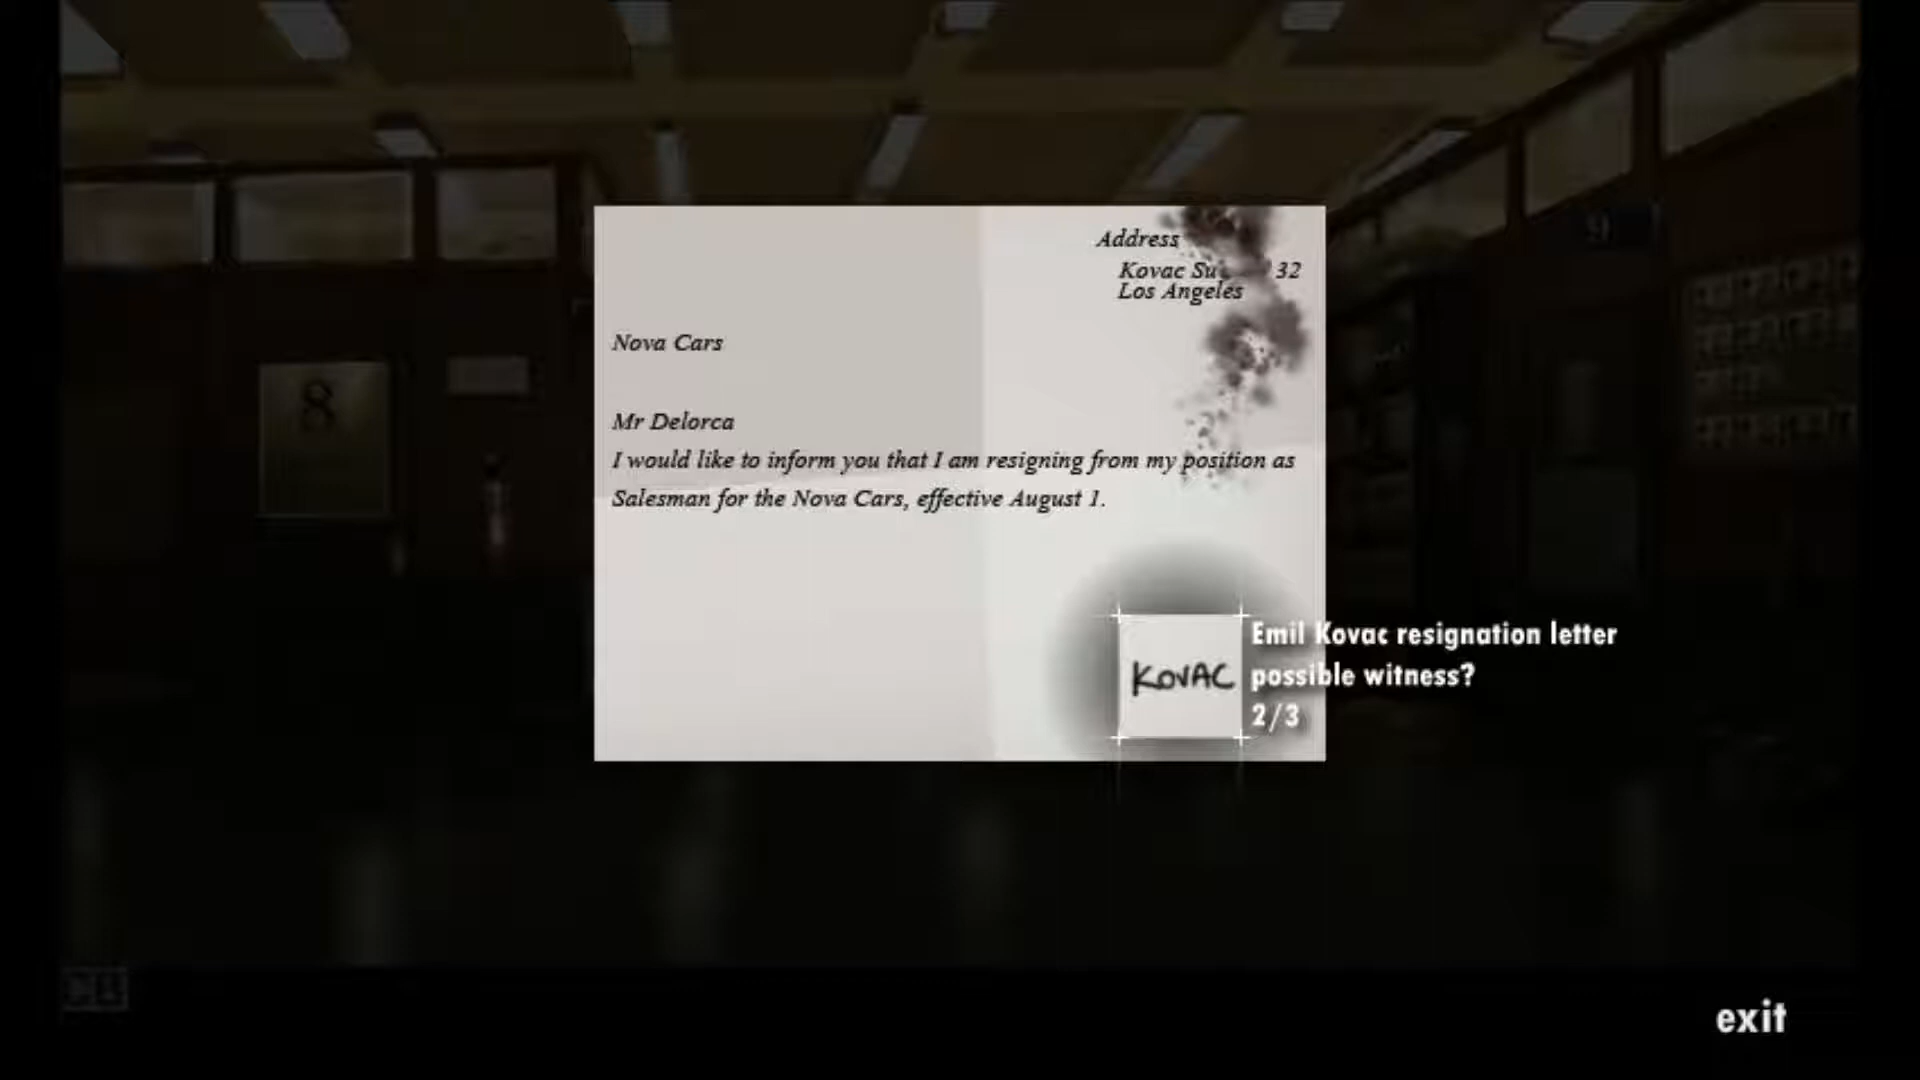 Address
Kovac 32
Los Angeles
Nova Cars
Mr Delorca
I would like to inform you that I am resigning from my position as
Salesman for the Nova Cars, effective August 1.
KOVAC
Emil Kovac resignation letter
possible witness?
2/3
8
9
exit